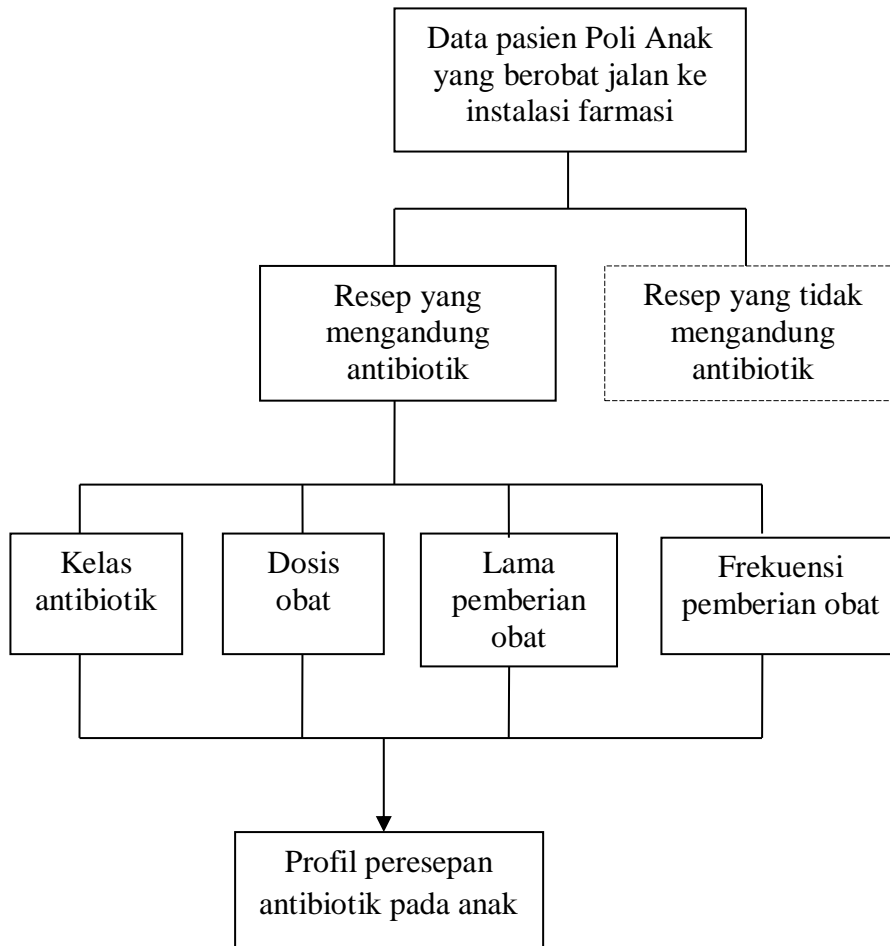 Data pasien Poli Anak
yang berobat jalan ke
instalasi farmasi
Resep yang
mengandung
antibiotik
Resep yang tidak
mengandung
antibiotik
Kelas
antibiotik
Dosis
obat
Lama
pemberian
obat
Frekuensi
pemberian obat
Profil peresepan
antibiotik pada anak